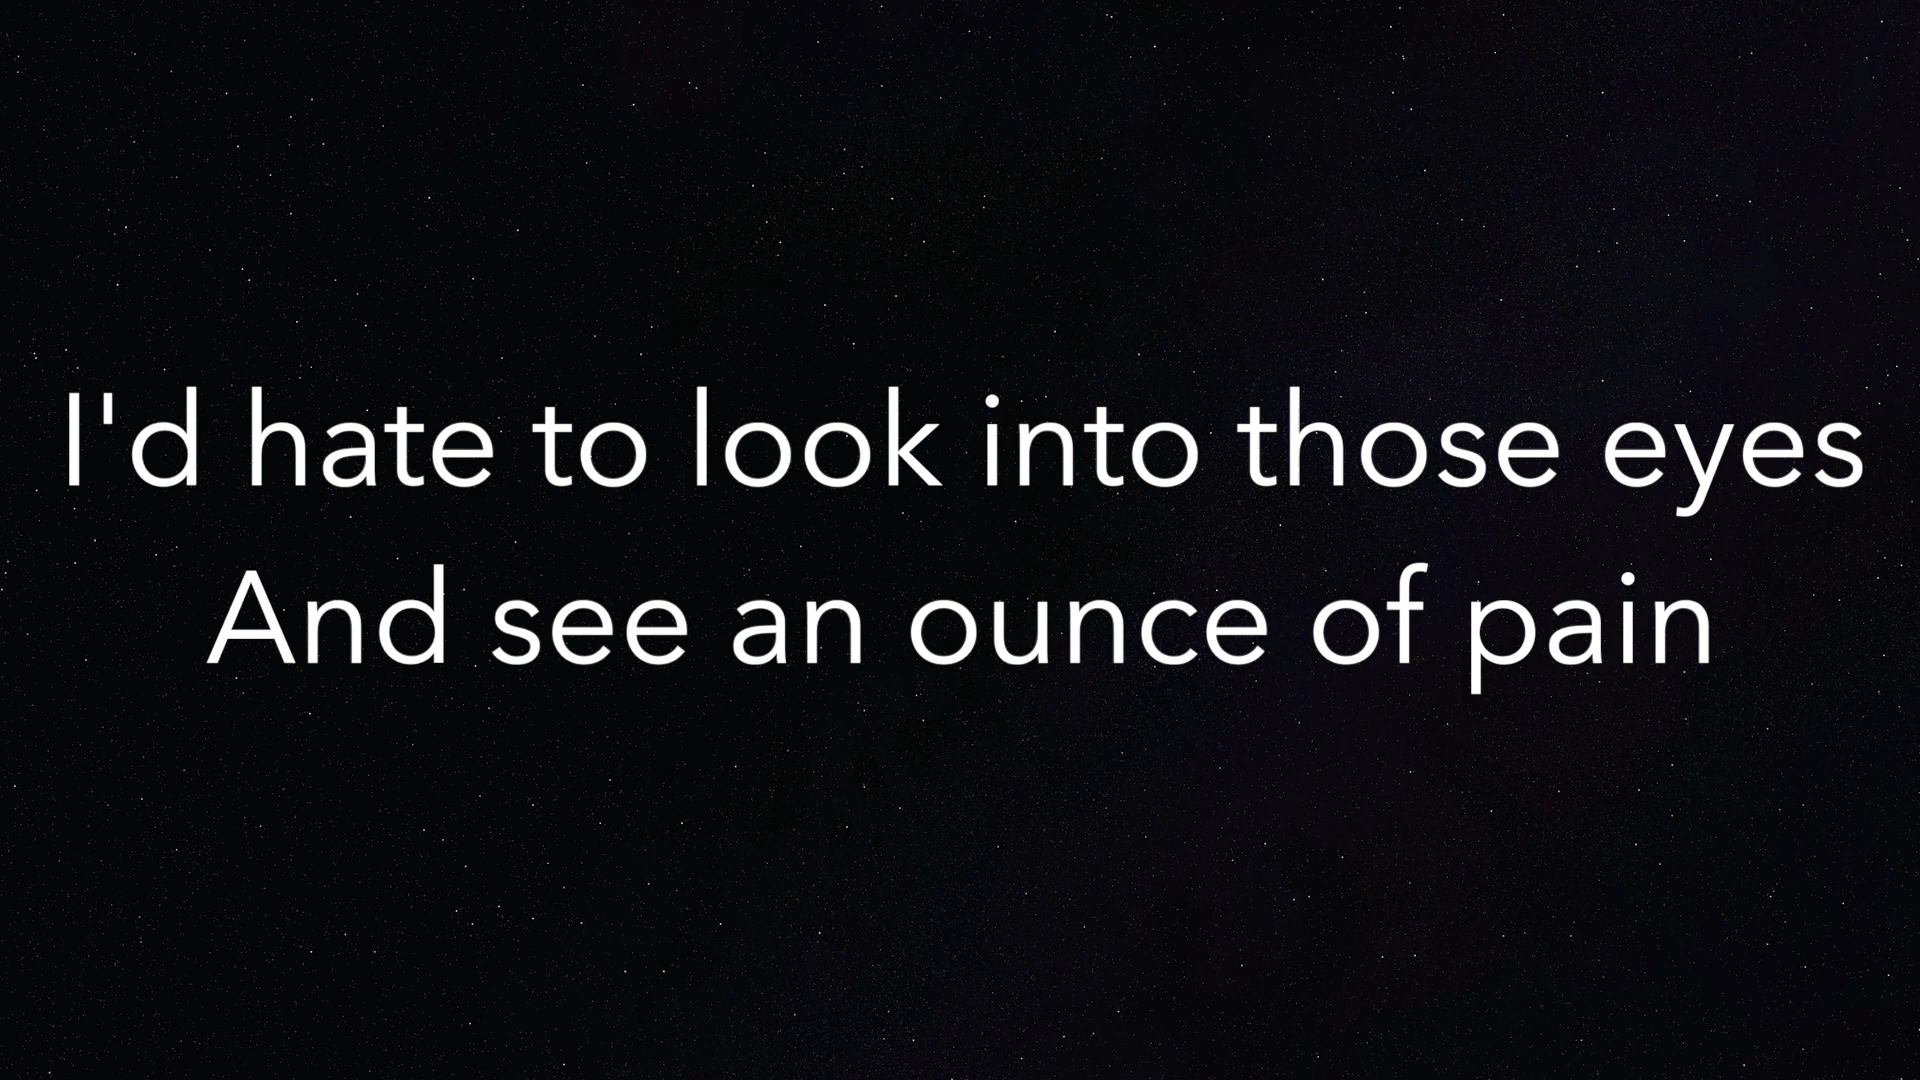 I'd hate to look into those eyes
And see an ounce of pain